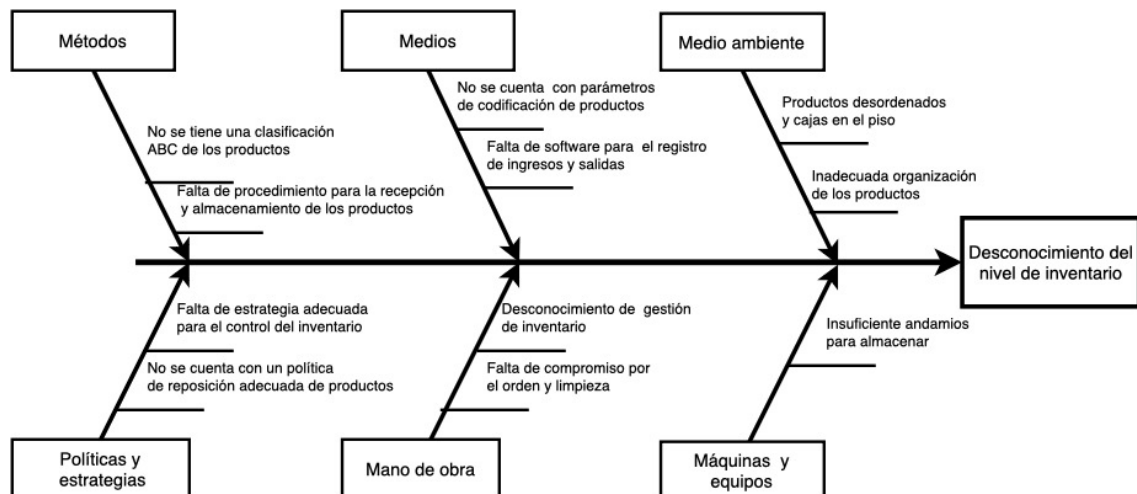 Métodos
Medios
Medio ambiente
No se cuenta con parámetros
de codificación de productos
Productos desordenados
y cajas en el piso
No se tiene una clasificación
ABC de los productos
Falta de software para el registro
de ingresos y salidas
Falta de procedimiento para la recepción
y almacenamiento de los productos
Inadecuada organización
de los productos
Desconocimiento del
nivel de inventario
Falta de estrategia adecuada
para el control del inventario
Desconocimiento de gestión
de inventario
Insuficiente andamios
para almacenar
No se cuenta con un política
de reposición adecuada de productos
Falta de compromiso por
el orden y limpieza
Políticas y
estrategias
Mano de obra
Máquinas y
equipos